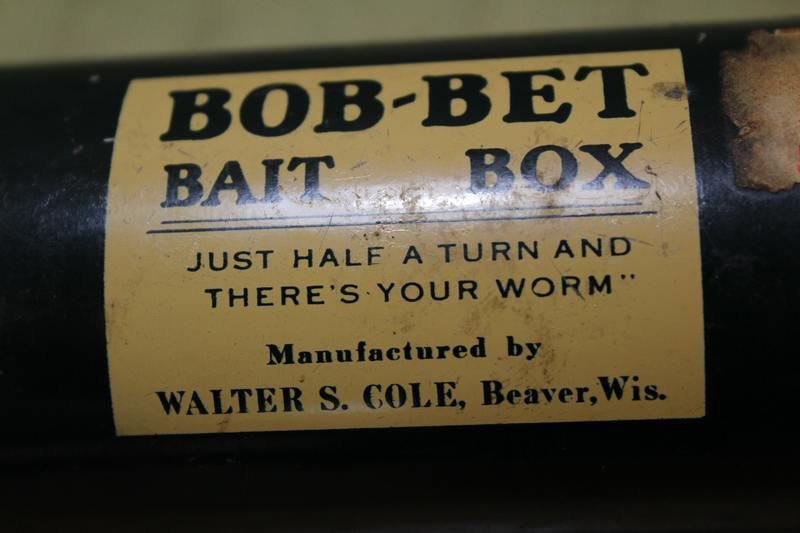 BOB-BET
BAIT BOX
JUST HALF A TURN AND
THERE'S YOUR WORM"
Manufactured by
WALTER S. COLE, Beaver, Wis.